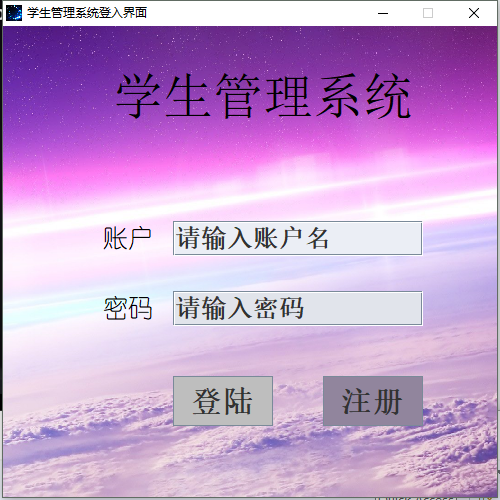 学生管理系统登入界面
学生管理系统
账户 请输入账户名
密码 请输入密码
登陆 注册